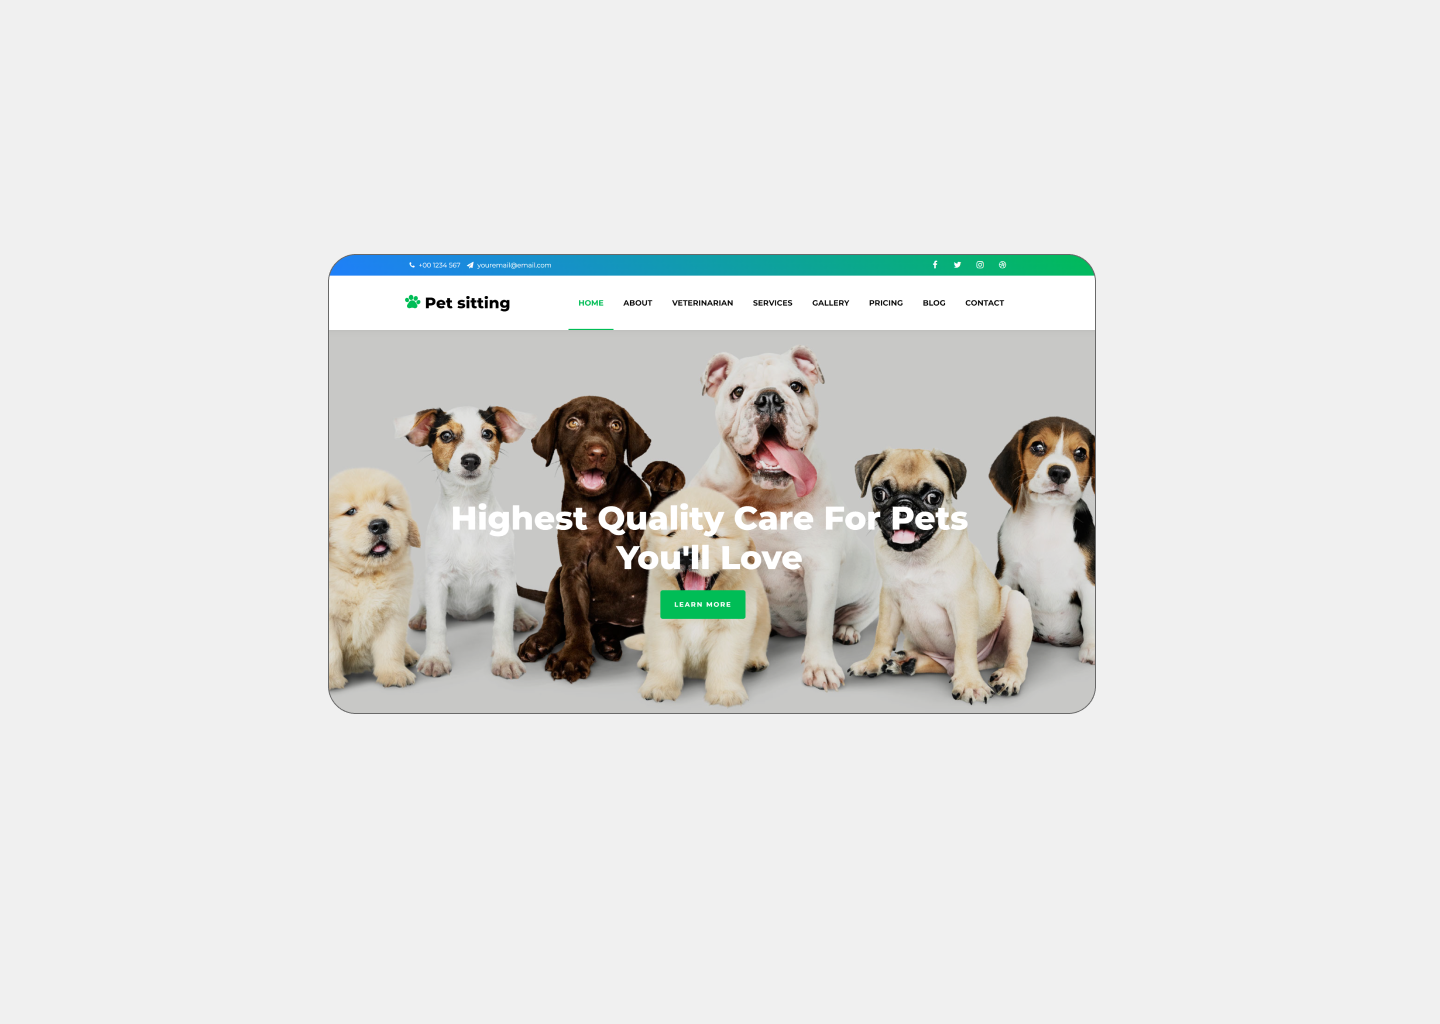 +00 1234 567 youremail@email.com
Pet sitting
HOME ABOUT VETERINARIAN SERVICES GALLERY PRICING BLOG CONTACT
Highest Quality Care For Pets
You'll Love
LEARN MORE